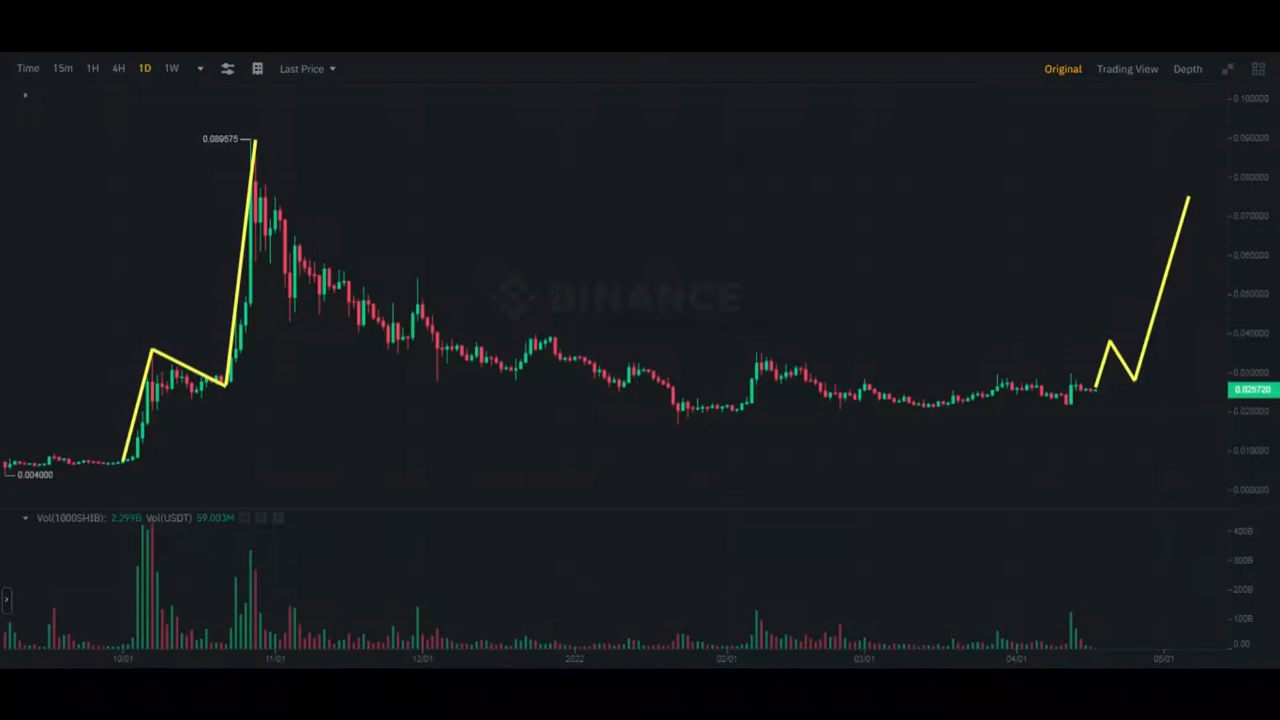 Time 15m 1H 4H 1D 1W Last Price Original Trading View Depth
0.100000
0.089575 0.090000
0.080000
0.070000
0.060000
BINANCE 0.050000
0.040000
0.030000
0.025720
0.020000
0.010000
0.004000
0.000000
Vol(1000SHIB): 2.299B Vol(USDT) 59.003M
400B
300B
200B
100B
0.00
10/01 11/01 12/01 2022 02/01 03/01 04/01 05/01